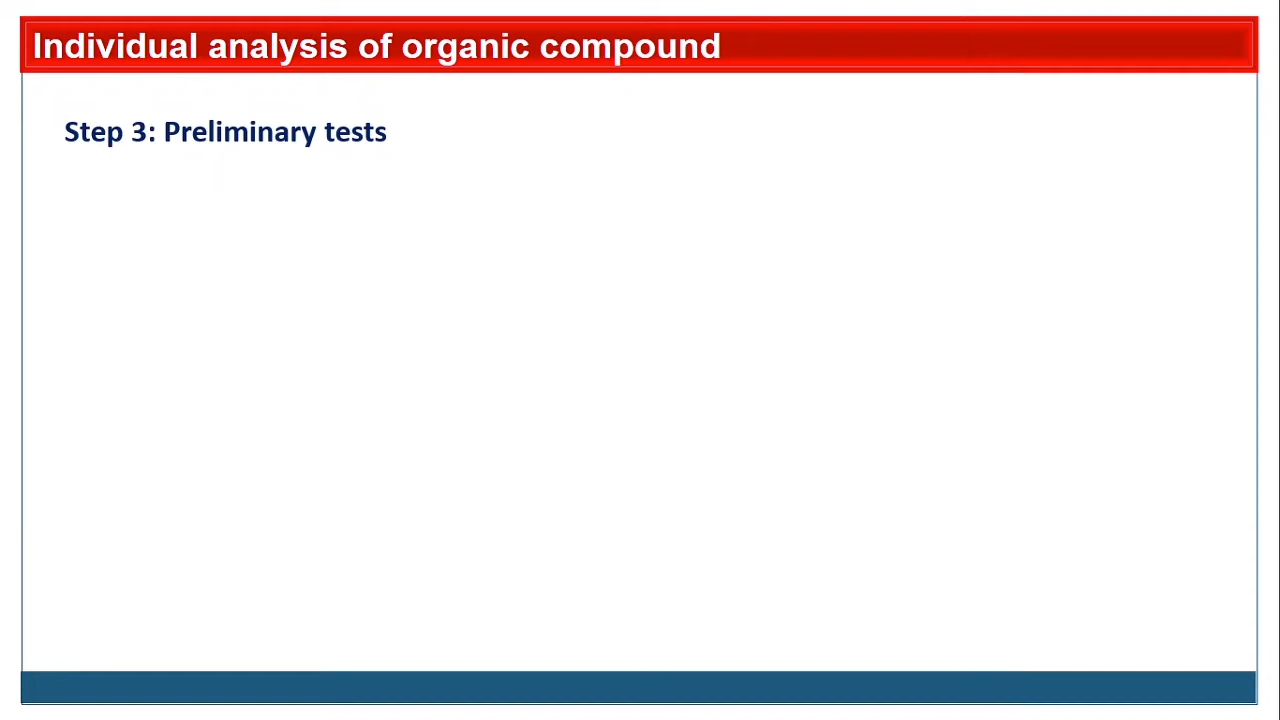 Individual analysis of organic compound
Step 3: Preliminary tests